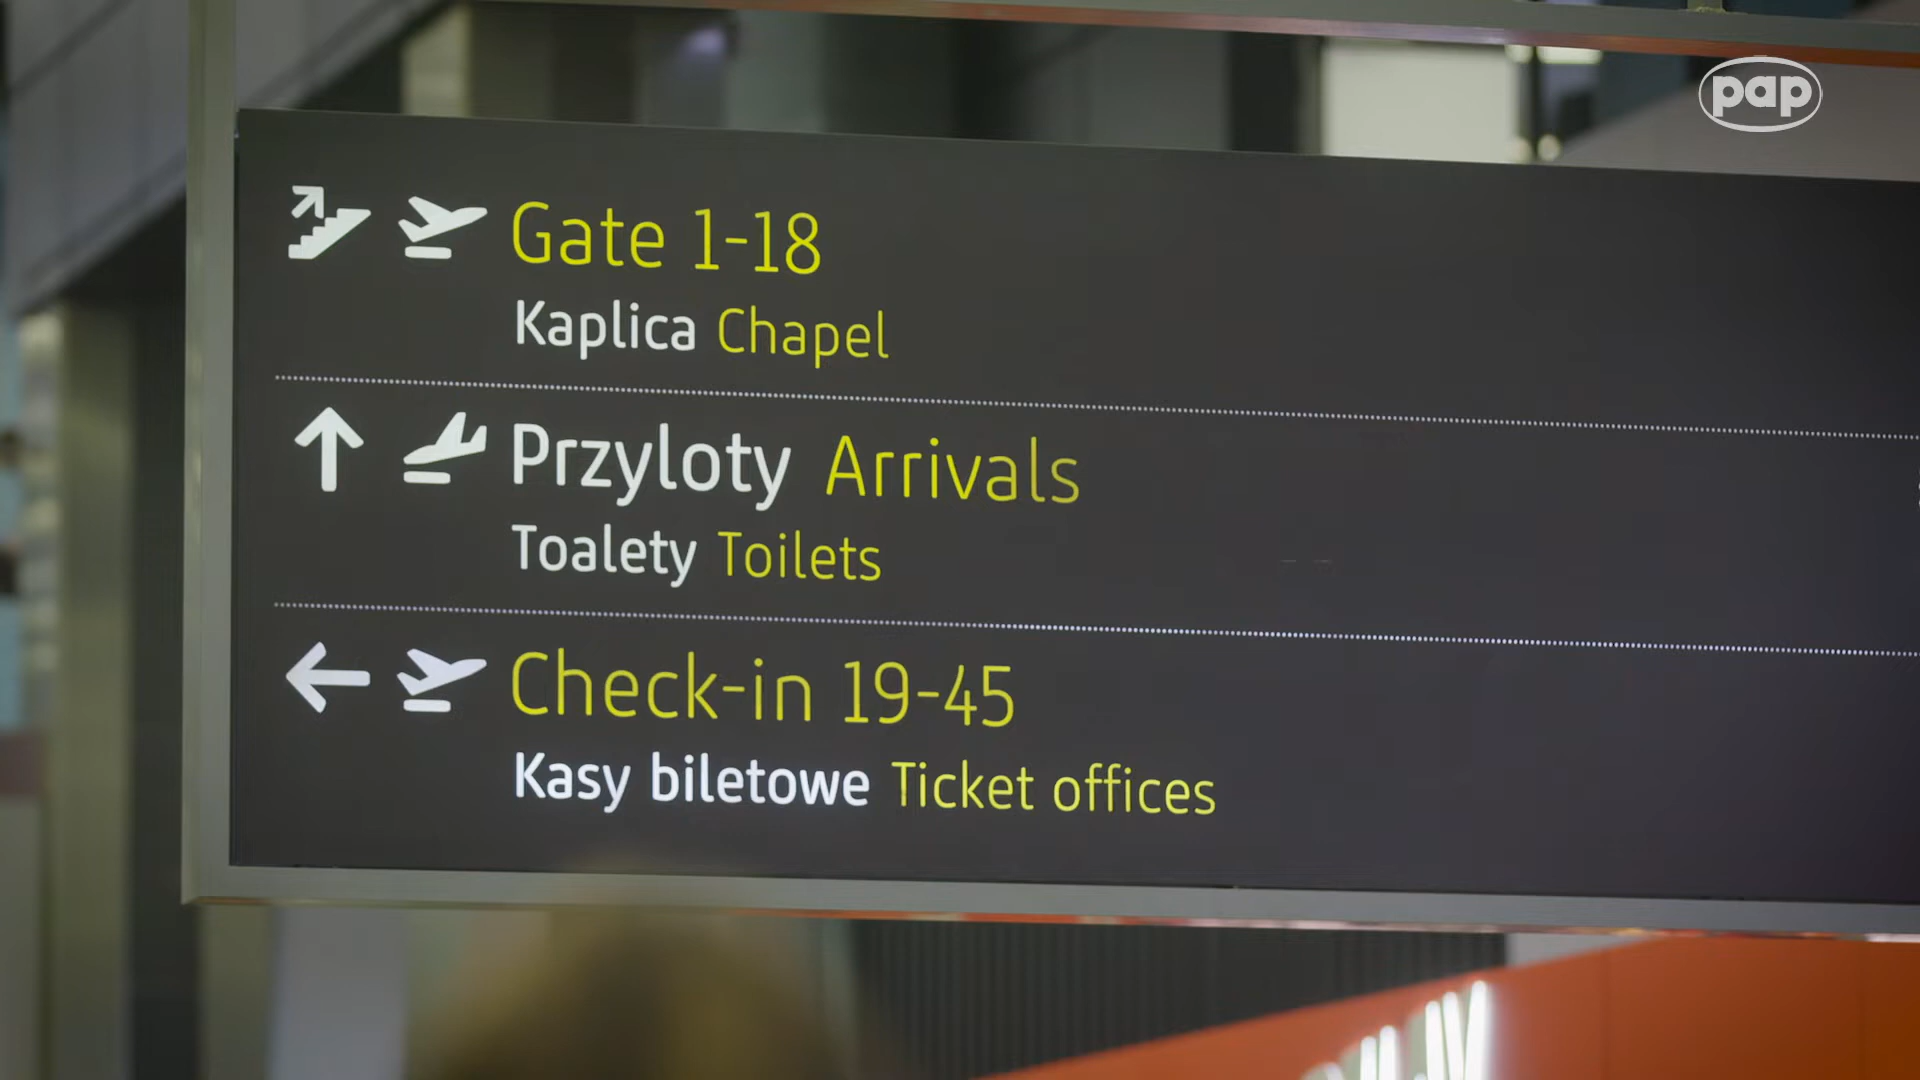 pap
Gate 1-18
Kaplica Chapel
Przyloty Arrivals
Toalety Toilets
Check-in 19-45
Kasy biletowe Ticket offices